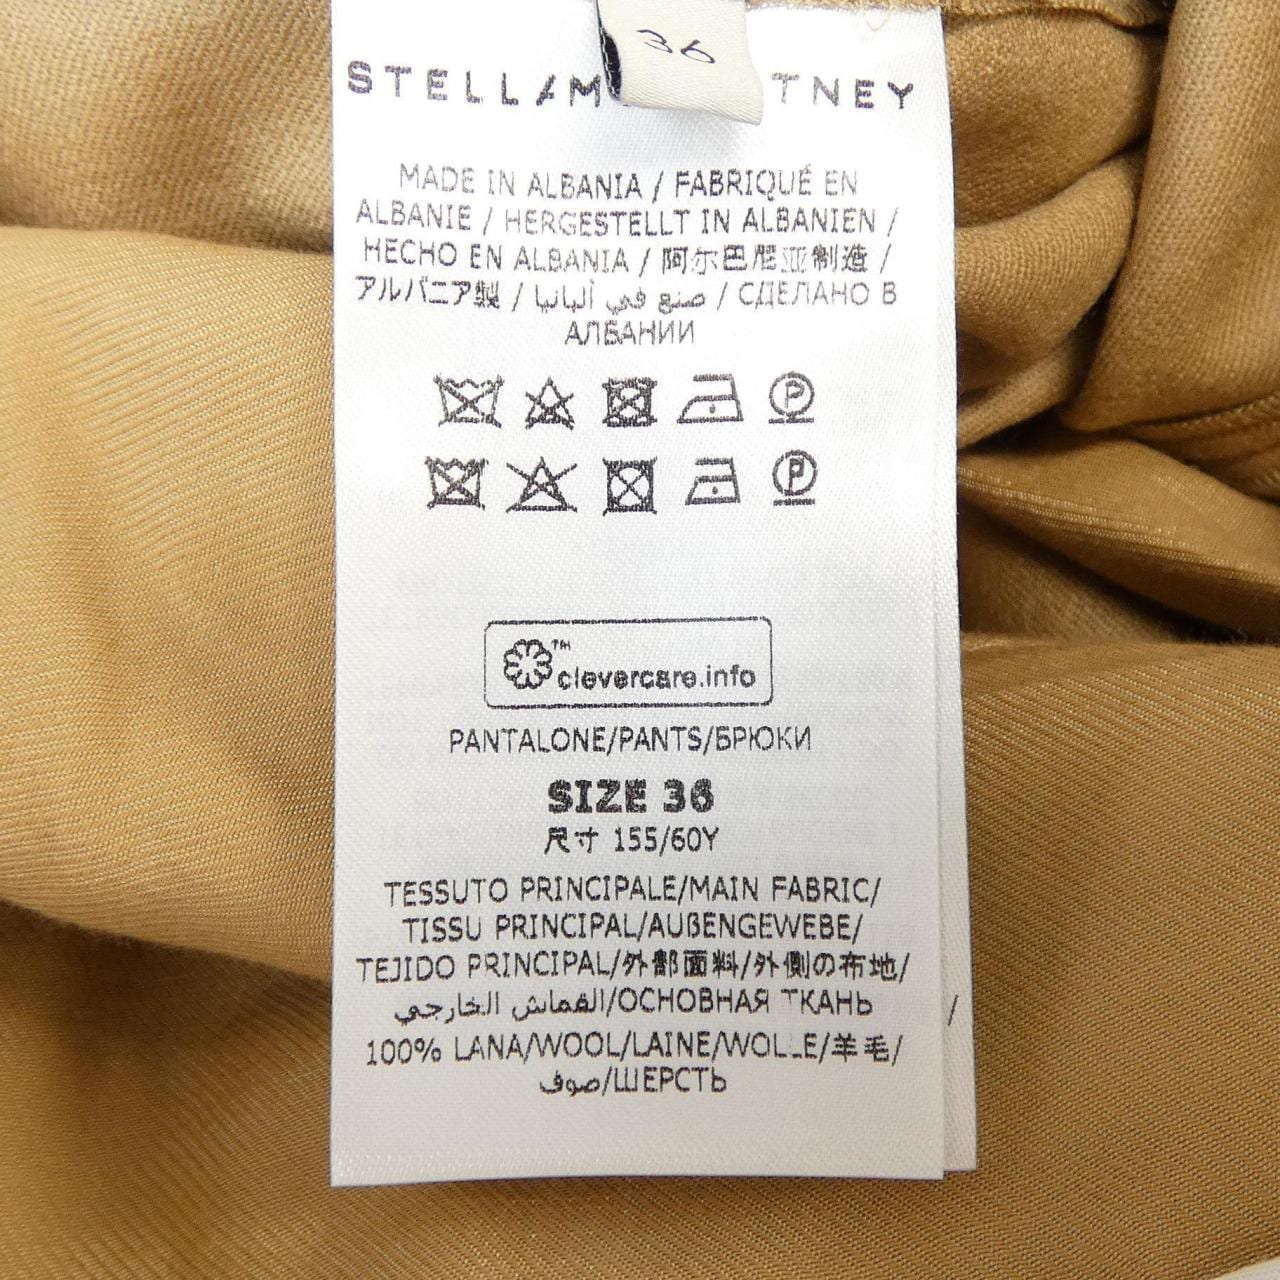 36
STELLA M TNEY
MADE IN ALBANIA / FABRIQUÉ EN
ALBANIE / HERGESTELLT IN ALBANIEN /
HECHO EN ALBANIA / 阿尔巴尼亚制造 /
アルバニア製 / صنع في ألبانيا / СДЕЛАНО В
АЛБАНИИ
P
P
™
clevercare.info
PANTALONE/PANTS/БРЮКИ
SIZE 36
尺寸 155/60Y
TESSUTO PRINCIPALE/MAIN FABRIC/
TISSU PRINCIPAL/AUßENGEWEBE/
TEJIDO PRINCIPAL/外部面料/外側の布地/
القماش الخارجي/ОСНОВНАЯ ТКАНЬ
/
100% LANA/WOOL/LAINE/WOLLE/羊毛/
صوف/ШЕРСТЬ